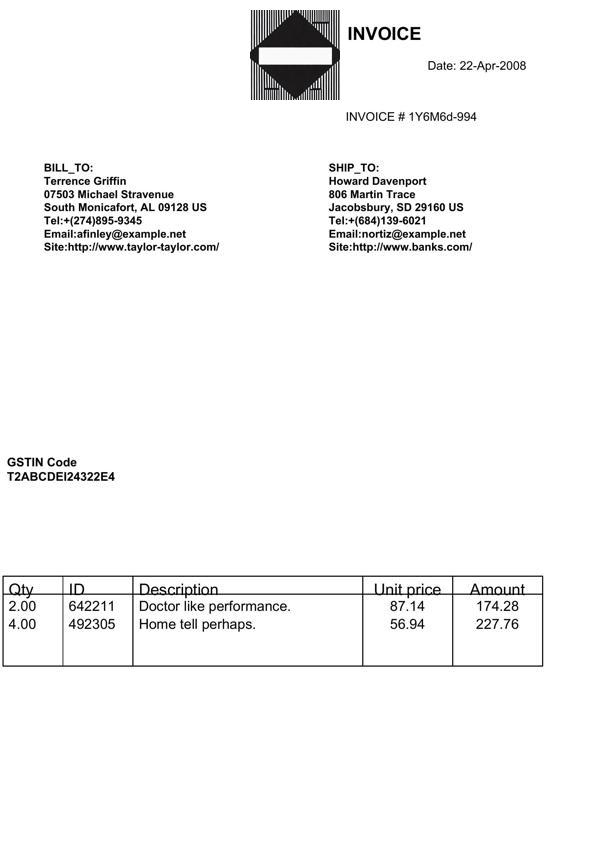 INVOICE
Date: 22-Apr-2008
INVOICE # 1Y6M6d-994
BILL_TO:
Terrence Griffin
07503 Michael Stravenue
South Monicafort, AL 09128 US
Tel:+(274)895-9345
Email:afinley@example.net
Site:http://www.taylor-taylor.com/
SHIP_TO:
Howard Davenport
806 Martin Trace
Jacobsbury, SD 29160 US
Tel:+(684)139-6021
Email:nortiz@example.net
Site:http://www.banks.com/
GSTIN Code
T2ABCDEI24322E4
Qty ID Description Unit price Amount
2.00 642211 Doctor like performance. 87.14 174.28
4.00 492305 Home tell perhaps. 56.94 227.76